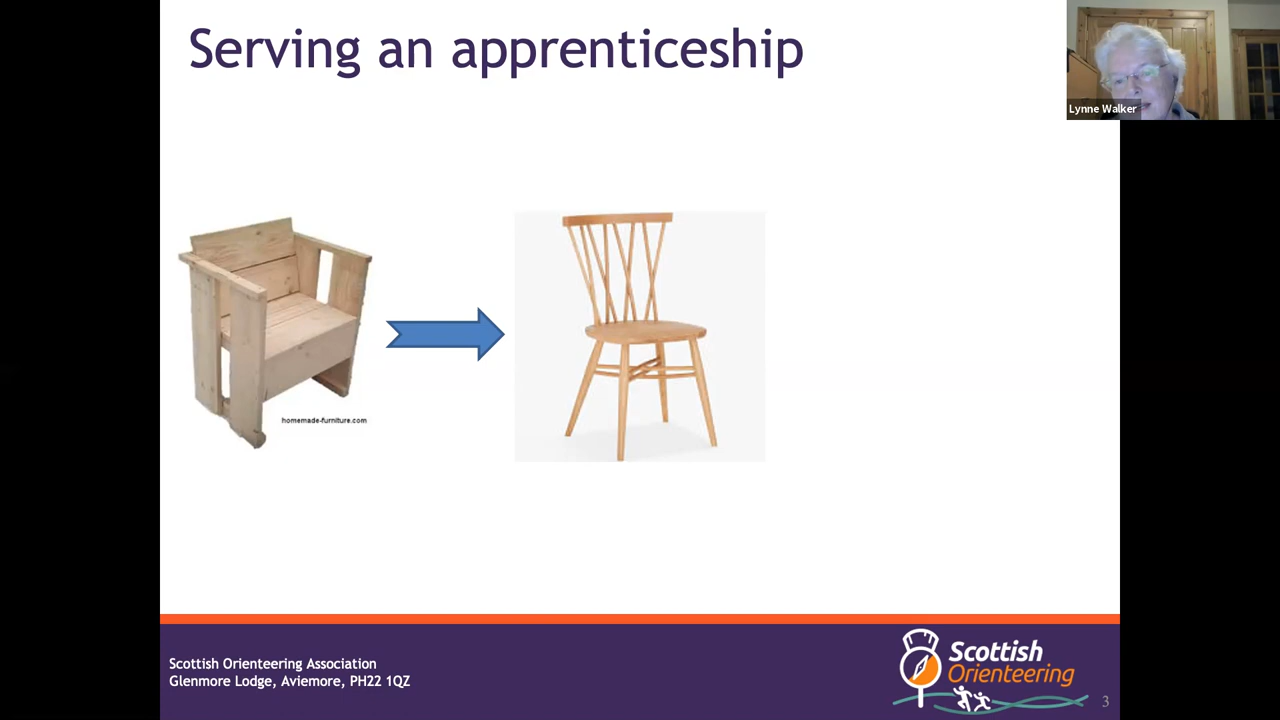 Serving an apprenticeship
Lynne Walker
homemade-furniture.com
Scottish Orienteering Association
Glenmore Lodge, Aviemore, PH22 1QZ
Scottish
Orienteering
3